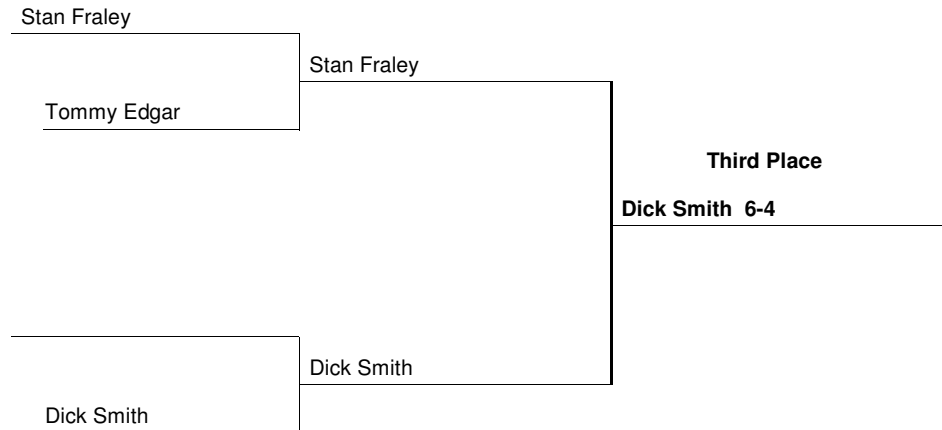 Stan Fraley
Stan Fraley
Tommy Edgar
Third Place
Dick Smith 6-4
Dick Smith
Dick Smith